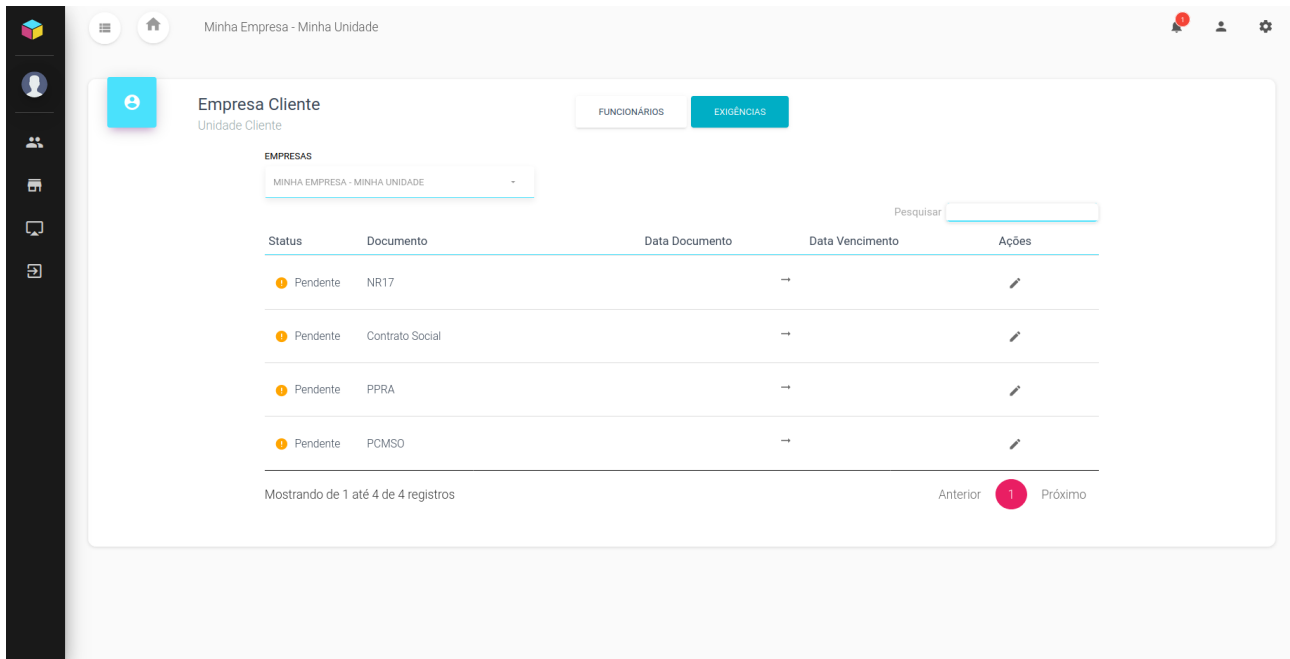 Minha Empresa - Minha Unidade
1
Empresa Cliente
Unidade Cliente
FUNCIONÁRIOS
EXIGÊNCIAS
EMPRESAS
MINHA EMPRESA - MINHA UNIDADE
Pesquisar
Status Documento Data Documento Data Vencimento Ações
Pendente NR17
Pendente Contrato Social
Pendente PPRA
Pendente PCMSO
Mostrando de 1 até 4 de 4 registros
Anterior 1 Próximo